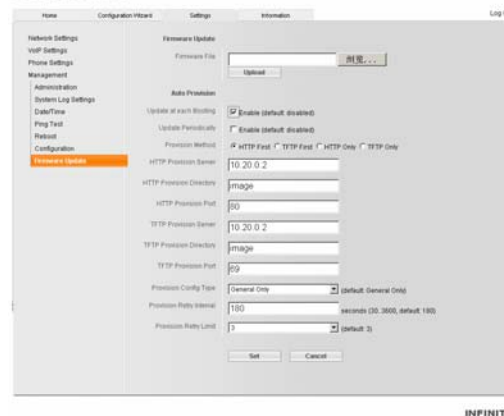 Home Configuration Wizard Settings Information Log
Network Settings
VoIP Settings
Phone Settings
Management
Administration
System Log Settings
Date/Time
Ping Test
Reboot
Configuration
Firmware Update
Firmware Update
Firmware File 浏览...
Upload
Auto Provision
Update at each Booting Enable (default: disabled)
Update Periodically Enable (default: disabled)
Provision Method HTTP First TFTP First HTTP Only TFTP Only
HTTP Provision Server 10.20.0.2
HTTP Provision Directory image
HTTP Provision Port 80
TFTP Provision Server 10.20.0.2
TFTP Provision Directory image
TFTP Provision Port 69
Provision Config Type General Only (default: General Only)
Provision Retry Interval 180 seconds (30..3600, default: 180)
Provision Retry Limit 3 (default: 3)
Set Cancel
INFINIT